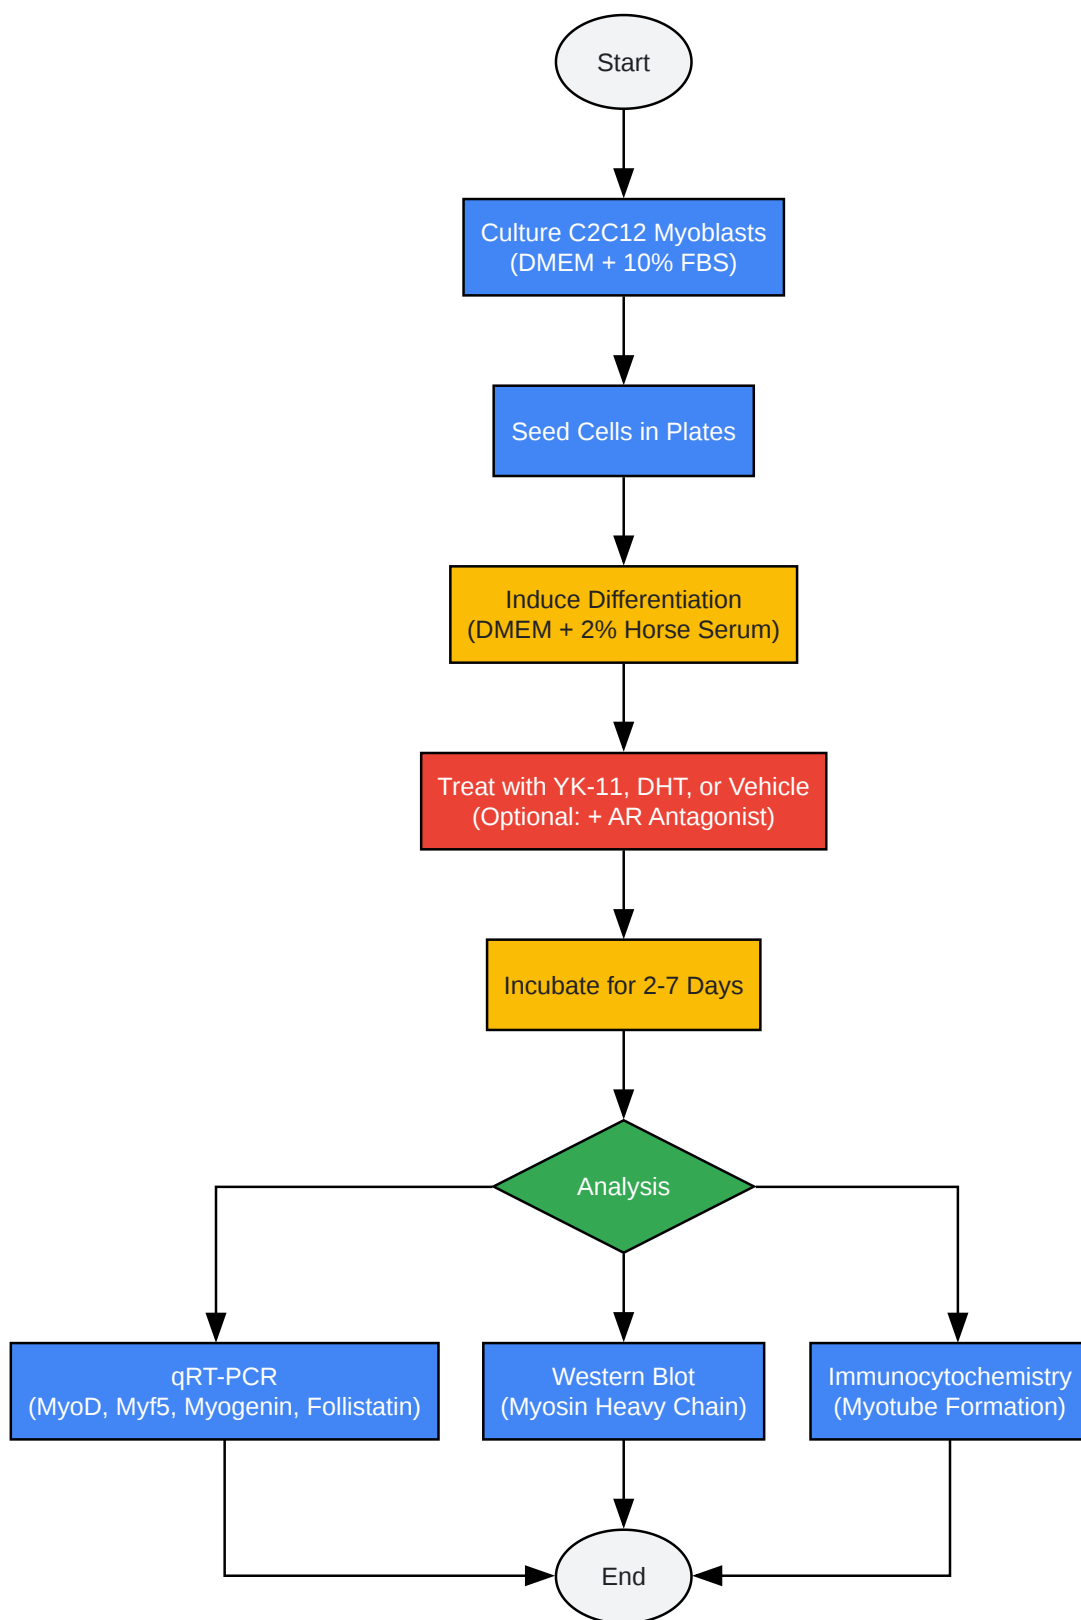 Start
Culture C2C12 Myoblasts
(DMEM + 10% FBS)
Seed Cells in Plates
Induce Differentiation
(DMEM + 2% Horse Serum)
Treat with YK-11, DHT, or Vehicle
(Optional: + AR Antagonist)
Incubate for 2-7 Days
Analysis
qRT-PCR
(MyoD, Myf5, Myogenin, Follistatin)
Western Blot
(Myosin Heavy Chain)
Immunocytochemistry
(Myotube Formation)
End